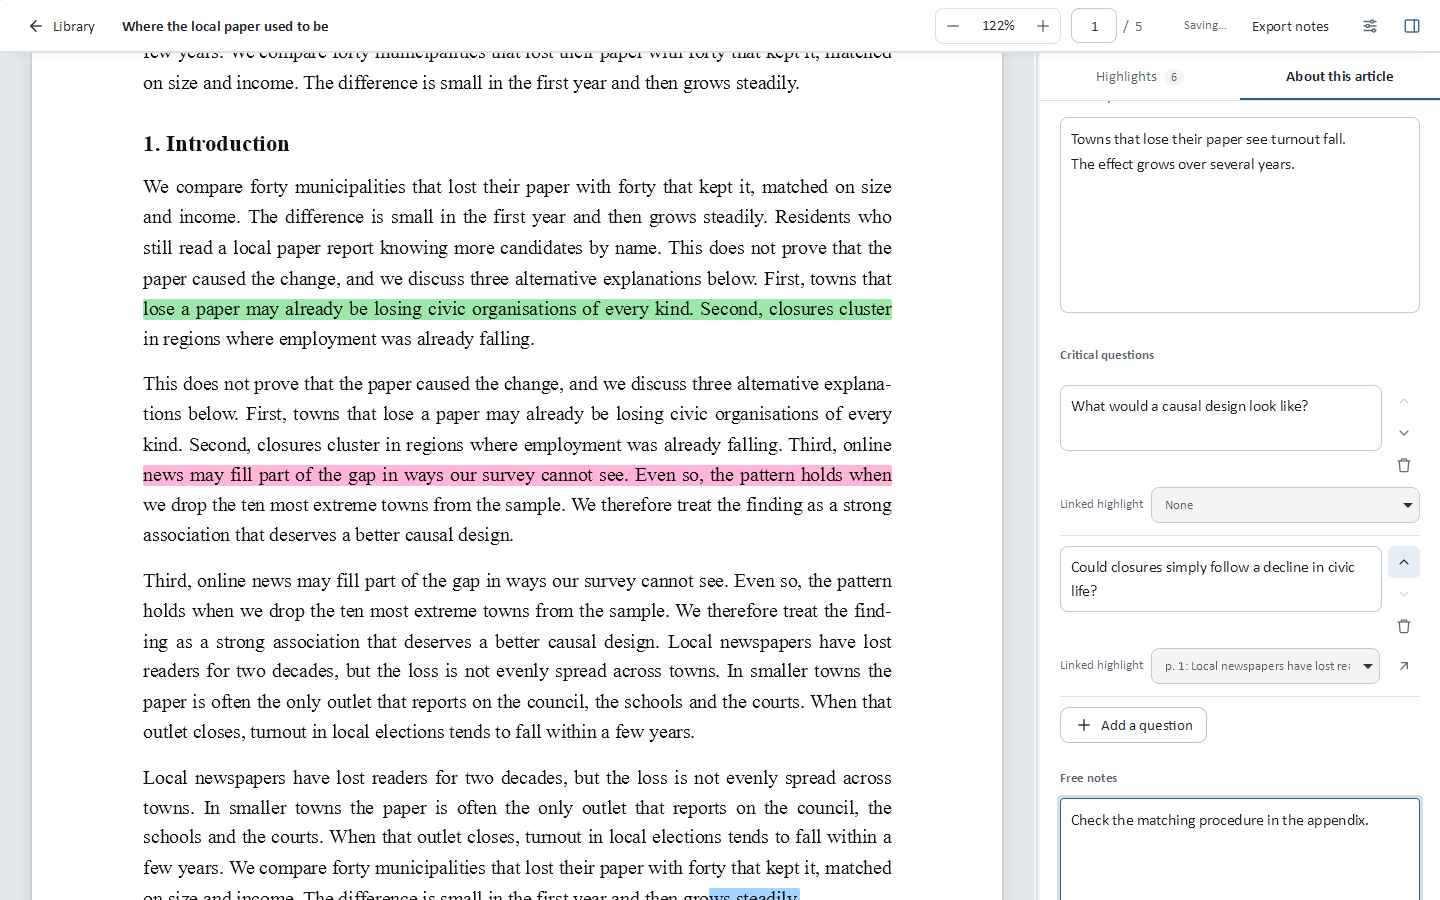 Library
Where the local paper used to be
122%
1 / 5
Saving...
Export notes
few years. We compare forty municipalities that lost their paper with forty that kept it, matched
on size and income. The difference is small in the first year and then grows steadily.
1. Introduction
We compare forty municipalities that lost their paper with forty that kept it, matched on size
and income. The difference is small in the first year and then grows steadily. Residents who
still read a local paper report knowing more candidates by name. This does not prove that the
paper caused the change, and we discuss three alternative explanations below. First, towns that
lose a paper may already be losing civic organisations of every kind. Second, closures cluster
in regions where employment was already falling.
This does not prove that the paper caused the change, and we discuss three alternative explana-
tions below. First, towns that lose a paper may already be losing civic organisations of every
kind. Second, closures cluster in regions where employment was already falling. Third, online
news may fill part of the gap in ways our survey cannot see. Even so, the pattern holds when
we drop the ten most extreme towns from the sample. We therefore treat the finding as a strong
association that deserves a better causal design.
Third, online news may fill part of the gap in ways our survey cannot see. Even so, the pattern
holds when we drop the ten most extreme towns from the sample. We therefore treat the find-
ing as a strong association that deserves a better causal design. Local newspapers have lost
readers for two decades, but the loss is not evenly spread across towns. In smaller towns the
paper is often the only outlet that reports on the council, the schools and the courts. When that
outlet closes, turnout in local elections tends to fall within a few years.
Local newspapers have lost readers for two decades, but the loss is not evenly spread across
towns. In smaller towns the paper is often the only outlet that reports on the council, the
schools and the courts. When that outlet closes, turnout in local elections tends to fall within a
few years. We compare forty municipalities that lost their paper with forty that kept it, matched
on size and income. The difference is small in the first year and then grows steadily.
Highlights 6
About this article
Towns that lose their paper see turnout fall.
The effect grows over several years.
Critical questions
What would a causal design look like?
Linked highlight
None
Could closures simply follow a decline in civic
life?
Linked highlight
p. 1: Local newspapers have lost
Add a question
Free notes
Check the matching procedure in the appendix.